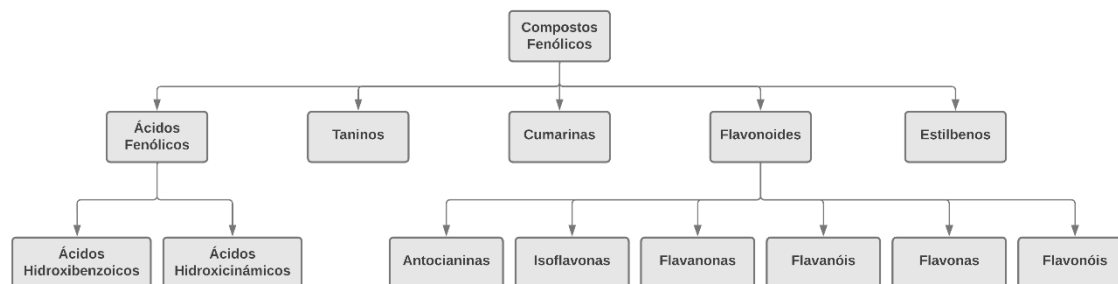 Compostos
Fenólicos
Ácidos
Fenólicos
Taninos
Cumarinas
Flavonoides
Estilbenos
Ácidos
Hidroxibenzoicos
Ácidos
Hidroxicinámicos
Antocianinas
Isoflavonas
Flavanonas
Flavanóis
Flavonas
Flavonóis